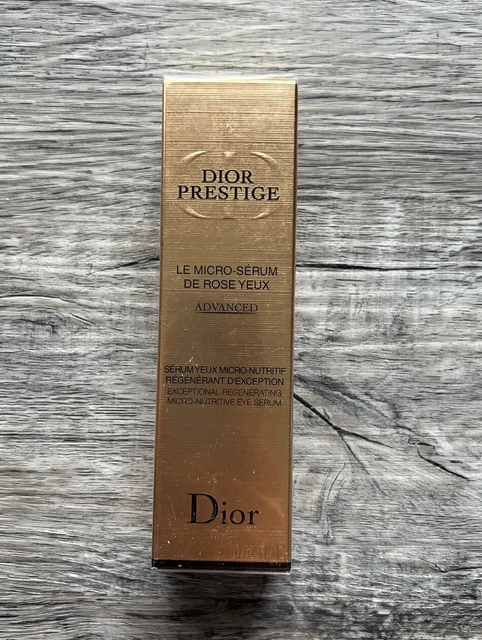 DIOR
PRESTIGE
LE MICRO-SÉRUM
DE ROSE YEUX
ADVANCED
SÉRUM YEUX MICRO-NUTRITIF
RÉGÉNÉRANT D'EXCEPTION
EXCEPTIONAL REGENERATING
MICRO-NUTRITIVE EYE SERUM
Dior